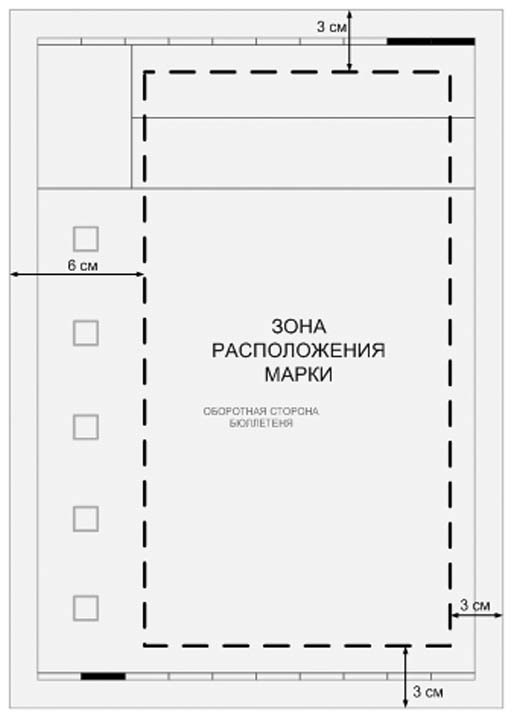 3 см
6 см
ЗОНА
РАСПОЛОЖЕНИЯ
МАРКИ
ОБОРОТНАЯ СТОРОНА
БЮЛЛЕТЕНЯ
3 см
3 см